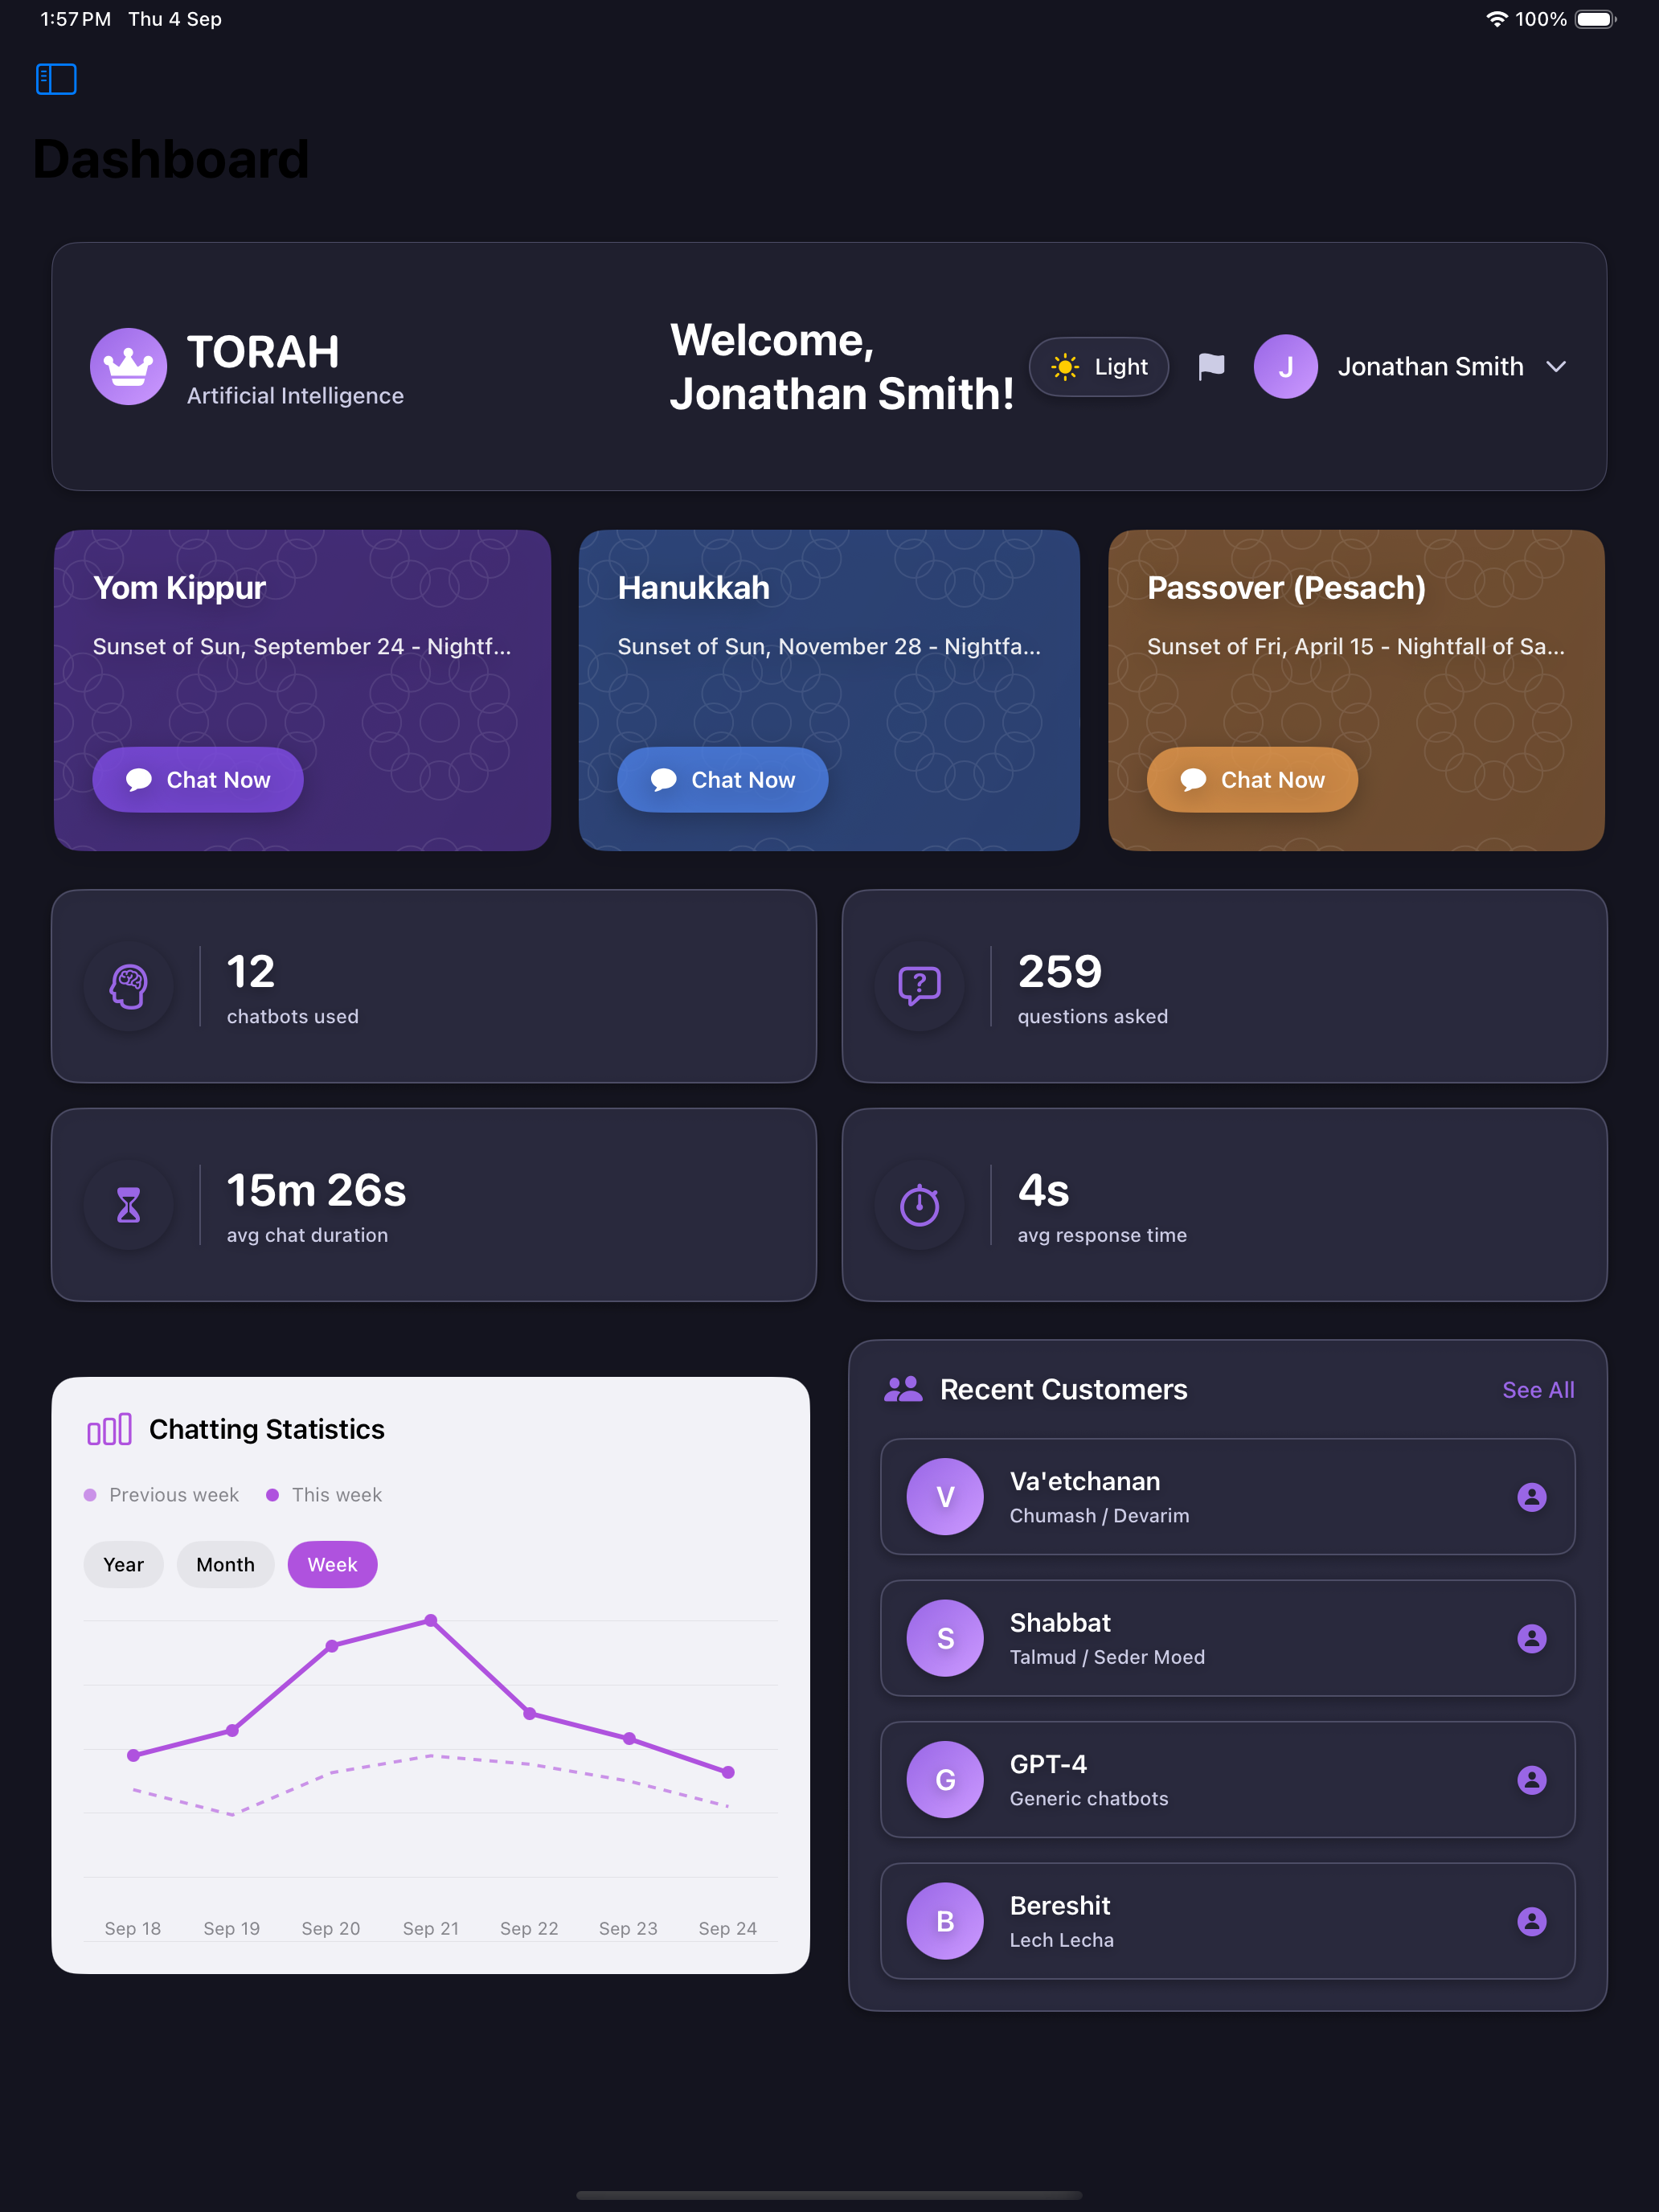 1:57 PM Thu 4 Sep 100%
Dashboard
TORAH
Artificial Intelligence
Welcome,
Jonathan Smith!
Light
J
Jonathan Smith
Yom Kippur
Sunset of Sun, September 24 - Nightf...
Chat Now
Hanukkah
Sunset of Sun, November 28 - Nightfa...
Chat Now
Passover (Pesach)
Sunset of Fri, April 15 - Nightfall of Sa...
Chat Now
12
chatbots used
259
questions asked
15m 26s
avg chat duration
4s
avg response time
Chatting Statistics
Previous week This week
Year Month Week
Sep 18 Sep 19 Sep 20 Sep 21 Sep 22 Sep 23 Sep 24
Recent Customers See All
V
Va'etchanan
Chumash / Devarim
S
Shabbat
Talmud / Seder Moed
G
GPT-4
Generic chatbots
B
Bereshit
Lech Lecha